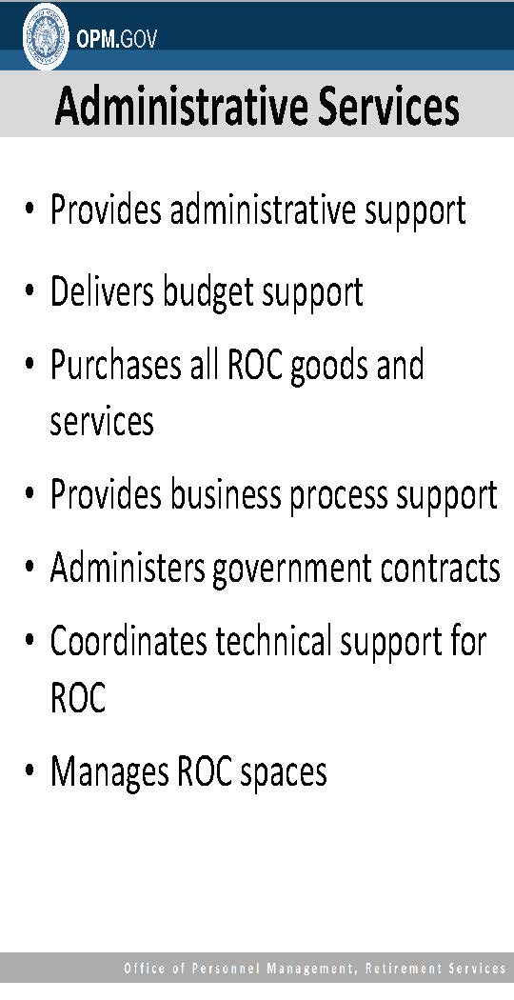 OPM.GOV
Administrative Services
• Provides administrative support
• Delivers budget support
• Purchases all ROC goods and
services
• Provides business process support
• Administers government contracts
• Coordinates technical support for
ROC
• Manages ROC spaces
Office of Personnel Management, Retirement Services